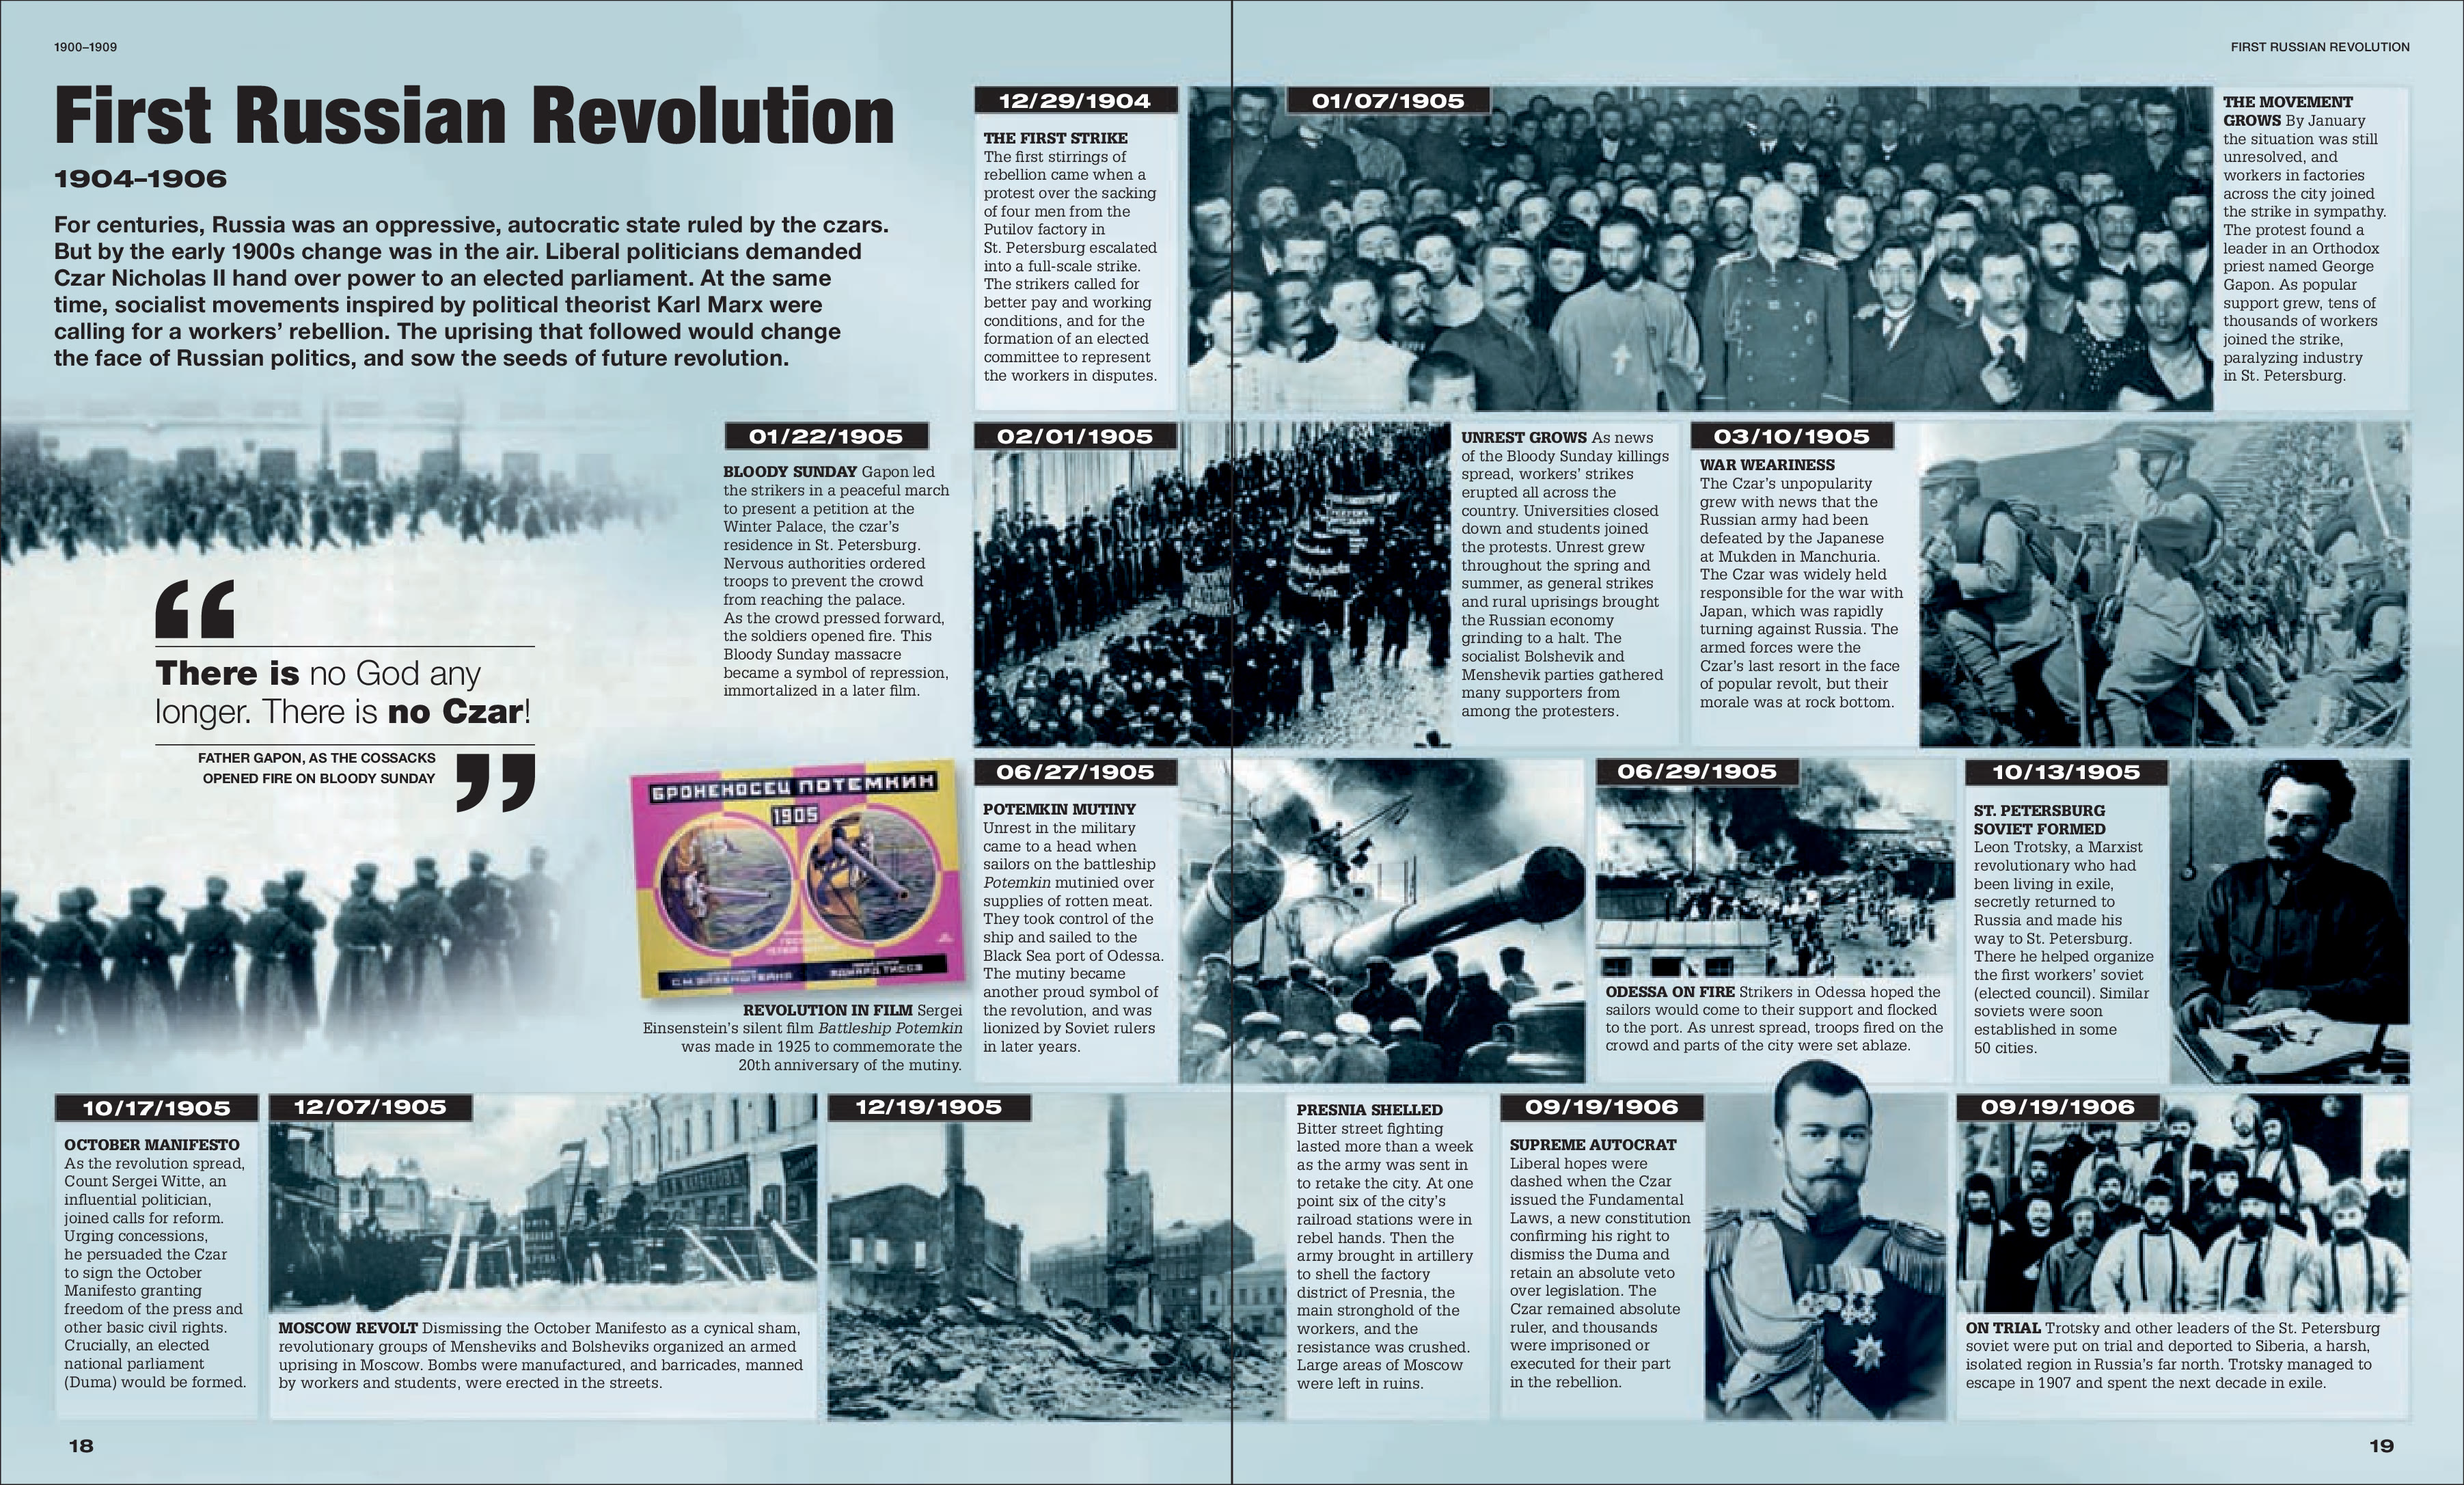 1900–1909
FIRST RUSSIAN REVOLUTION
First Russian Revolution
1904–1906
For centuries, Russia was an oppressive, autocratic state ruled by the czars.
But by the early 1900s change was in the air. Liberal politicians demanded
Czar Nicholas II hand over power to an elected parliament. At the same
time, socialist movements inspired by political theorist Karl Marx were
calling for a workers’ rebellion. The uprising that followed would change
the face of Russian politics, and sow the seeds of future revolution.
12/29/1904
THE FIRST STRIKE
The first stirrings of
rebellion came when a
protest over the sacking
of four men from the
Putilov factory in
St. Petersburg escalated
into a full-scale strike.
The strikers called for
better pay and working
conditions, and for the
formation of an elected
committee to represent
the workers in disputes.
01/07/1905
THE MOVEMENT
GROWS By January
the situation was still
unresolved, and
workers in factories
across the city joined
the strike in sympathy.
The protest found a
leader in an Orthodox
priest named George
Gapon. As popular
support grew, tens of
thousands of workers
joined the strike,
paralyzing industry
in St. Petersburg.
“
There is no God any
longer. There is no Czar!
FATHER GAPON, AS THE COSSACKS
OPENED FIRE ON BLOODY SUNDAY
”
01/22/1905
BLOODY SUNDAY Gapon led
the strikers in a peaceful march
to present a petition at the
Winter Palace, the czar’s
residence in St. Petersburg.
Nervous authorities ordered
troops to prevent the crowd
from reaching the palace.
As the crowd pressed forward,
the soldiers opened fire. This
Bloody Sunday massacre
became a symbol of repression,
immortalized in a later film.
02/01/1905
UNREST GROWS As news
of the Bloody Sunday killings
spread, workers’ strikes
erupted all across the
country. Universities closed
down and students joined
the protests. Unrest grew
throughout the spring and
summer, as general strikes
and rural uprisings brought
the Russian economy
grinding to a halt. The
socialist Bolshevik and
Menshevik parties gathered
many supporters from
among the protesters.
03/10/1905
WAR WEARINESS
The Czar’s unpopularity
grew with news that the
Russian army had been
defeated by the Japanese
at Mukden in Manchuria.
The Czar was widely held
responsible for the war with
Japan, which was rapidly
turning against Russia. The
armed forces were the
Czar’s last resort in the face
of popular revolt, but their
morale was at rock bottom.
БРОНЕНОСЕЦ ПОТЕМКИН
1905
С.М.ЭЙЗЕНШТЕЙНА
ЭДУАРД ТИССЭ
REVOLUTION IN FILM Sergei
Einsenstein’s silent film Battleship Potemkin
was made in 1925 to commemorate the
20th anniversary of the mutiny.
06/27/1905
POTEMKIN MUTINY
Unrest in the military
came to a head when
sailors on the battleship
Potemkin mutinied over
supplies of rotten meat.
They took control of the
ship and sailed to the
Black Sea port of Odessa.
The mutiny became
another proud symbol of
the revolution, and was
lionized by Soviet rulers
in later years.
06/29/1905
ODESSA ON FIRE Strikers in Odessa hoped the
sailors would come to their support and flocked
to the port. As unrest spread, troops fired on the
crowd and parts of the city were set ablaze.
10/13/1905
ST. PETERSBURG
SOVIET FORMED
Leon Trotsky, a Marxist
revolutionary who had
been living in exile,
secretly returned to
Russia and made his
way to St. Petersburg.
There he helped organize
the first workers’ soviet
(elected council). Similar
soviets were soon
established in some
50 cities.
10/17/1905
OCTOBER MANIFESTO
As the revolution spread,
Count Sergei Witte, an
influential politician,
joined calls for reform.
Urging concessions,
he persuaded the Czar
to sign the October
Manifesto granting
freedom of the press and
other basic civil rights.
Crucially, an elected
national parliament
(Duma) would be formed.
12/07/1905
MOSCOW REVOLT Dismissing the October Manifesto as a cynical sham,
revolutionary groups of Mensheviks and Bolsheviks organized an armed
uprising in Moscow. Bombs were manufactured, and barricades, manned
by workers and students, were erected in the streets.
12/19/1905
PRESNIA SHELLED
Bitter street fighting
lasted more than a week
as the army was sent in
to retake the city. At one
point six of the city’s
railroad stations were in
rebel hands. Then the
army brought in artillery
to shell the factory
district of Presnia, the
main stronghold of the
workers, and the
resistance was crushed.
Large areas of Moscow
were left in ruins.
09/19/1906
SUPREME AUTOCRAT
Liberal hopes were
dashed when the Czar
issued the Fundamental
Laws, a new constitution
confirming his right to
dismiss the Duma and
retain an absolute veto
over legislation. The
Czar remained absolute
ruler, and thousands
were imprisoned or
executed for their part
in the rebellion.
09/19/1906
ON TRIAL Trotsky and other leaders of the St. Petersburg
soviet were put on trial and deported to Siberia, a harsh,
isolated region in Russia’s far north. Trotsky managed to
escape in 1907 and spent the next decade in exile.
18
19